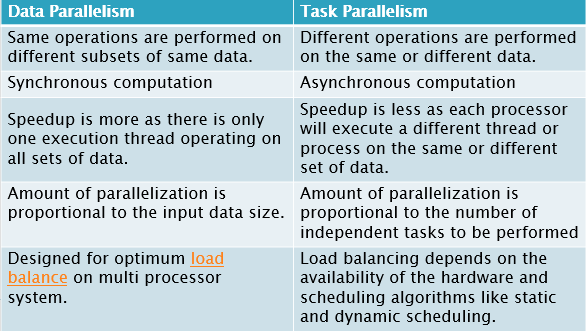 Data Parallelism
Task Parallelism
Same operations are performed on
different subsets of same data.
Different operations are performed
on the same or different data.
Synchronous computation
Asynchronous computation
Speedup is more as there is only
one execution thread operating on
all sets of data.
Speedup is less as each processor
will execute a different thread or
process on the same or different
set of data.
Amount of parallelization is
proportional to the input data size.
Amount of parallelization is
proportional to the number of
independent tasks to be performed
Designed for optimum load
balance on multi processor
system.
Load balancing depends on the
availability of the hardware and
scheduling algorithms like static
and dynamic scheduling.